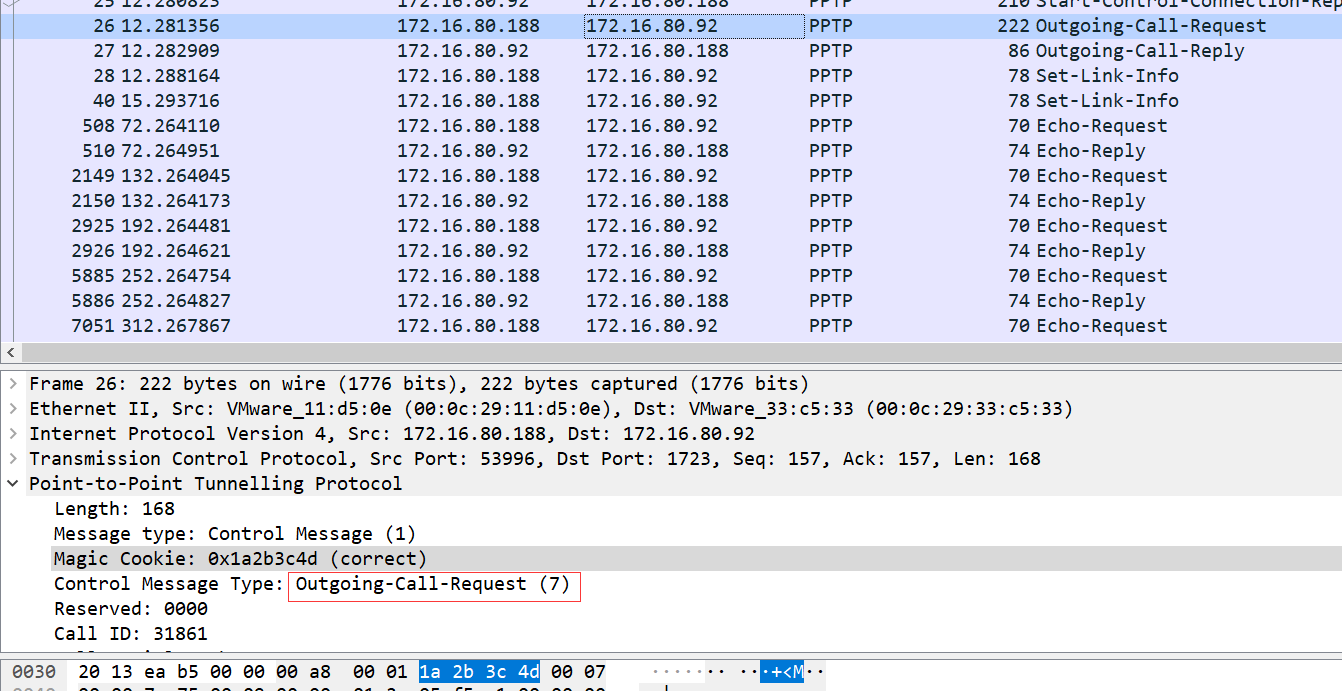 25 12.280823 172.16.80.92 172.16.80.188 PPTP 210 Start-Control-Connection-Rep
26 12.281356 172.16.80.188 172.16.80.92 PPTP 222 Outgoing-Call-Request
27 12.282909 172.16.80.92 172.16.80.188 PPTP 86 Outgoing-Call-Reply
28 12.288164 172.16.80.188 172.16.80.92 PPTP 78 Set-Link-Info
40 15.293716 172.16.80.188 172.16.80.92 PPTP 78 Set-Link-Info
508 72.264110 172.16.80.188 172.16.80.92 PPTP 70 Echo-Request
510 72.264951 172.16.80.92 172.16.80.188 PPTP 74 Echo-Reply
2149 132.264045 172.16.80.188 172.16.80.92 PPTP 70 Echo-Request
2150 132.264173 172.16.80.92 172.16.80.188 PPTP 74 Echo-Reply
2925 192.264481 172.16.80.188 172.16.80.92 PPTP 70 Echo-Request
2926 192.264621 172.16.80.92 172.16.80.188 PPTP 74 Echo-Reply
5885 252.264754 172.16.80.188 172.16.80.92 PPTP 70 Echo-Request
5886 252.264827 172.16.80.92 172.16.80.188 PPTP 74 Echo-Reply
7051 312.267867 172.16.80.188 172.16.80.92 PPTP 70 Echo-Request
Frame 26: 222 bytes on wire (1776 bits), 222 bytes captured (1776 bits)
Ethernet II, Src: VMware_11:d5:0e (00:0c:29:11:d5:0e), Dst: VMware_33:c5:33 (00:0c:29:33:c5:33)
Internet Protocol Version 4, Src: 172.16.80.188, Dst: 172.16.80.92
Transmission Control Protocol, Src Port: 53996, Dst Port: 1723, Seq: 157, Ack: 157, Len: 168
Point-to-Point Tunnelling Protocol
Length: 168
Message type: Control Message (1)
Magic Cookie: 0x1a2b3c4d (correct)
Control Message Type: Outgoing-Call-Request (7)
Reserved: 0000
Call ID: 31861
0030 20 13 ea b5 00 00 00 a8 00 01 1a 2b 3c 4d 00 07 ········ ···+<M··